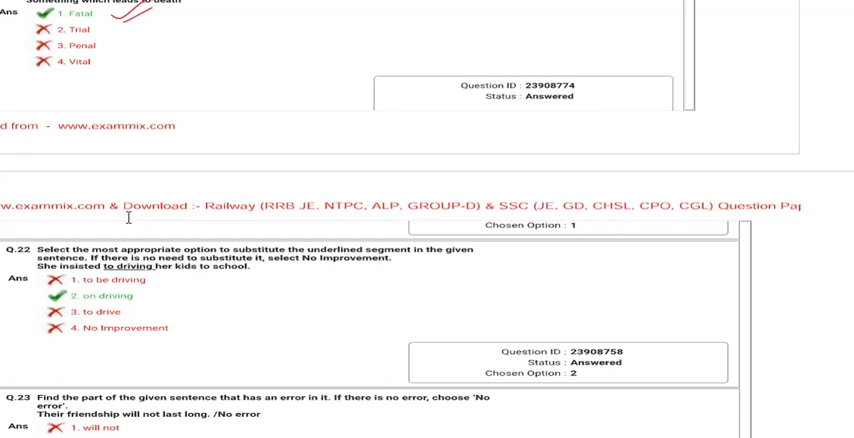 Something which leads to death
Ans 1. Fatal
2. Trial
3. Penal
4. Vital
Question ID : 23908774
Status : Answered
d from - www.exammix.com
w.exammix.com & Download :- Railway (RRB JE, NTPC, ALP, GROUP-D) & SSC (JE, GD, CHSL, CPO, CGL) Question Pap
Chosen Option : 1
Q.22 Select the most appropriate option to substitute the underlined segment in the given
sentence. If there is no need to substitute it, select No Improvement.
She insisted to driving her kids to school.
Ans 1. to be driving
2. on driving
3. to drive
4. No Improvement
Question ID : 23908758
Status : Answered
Chosen Option : 2
Q.23 Find the part of the given sentence that has an error in it. If there is no error, choose ‘No
error’.
Their friendship will not last long. /No error
Ans 1. will not